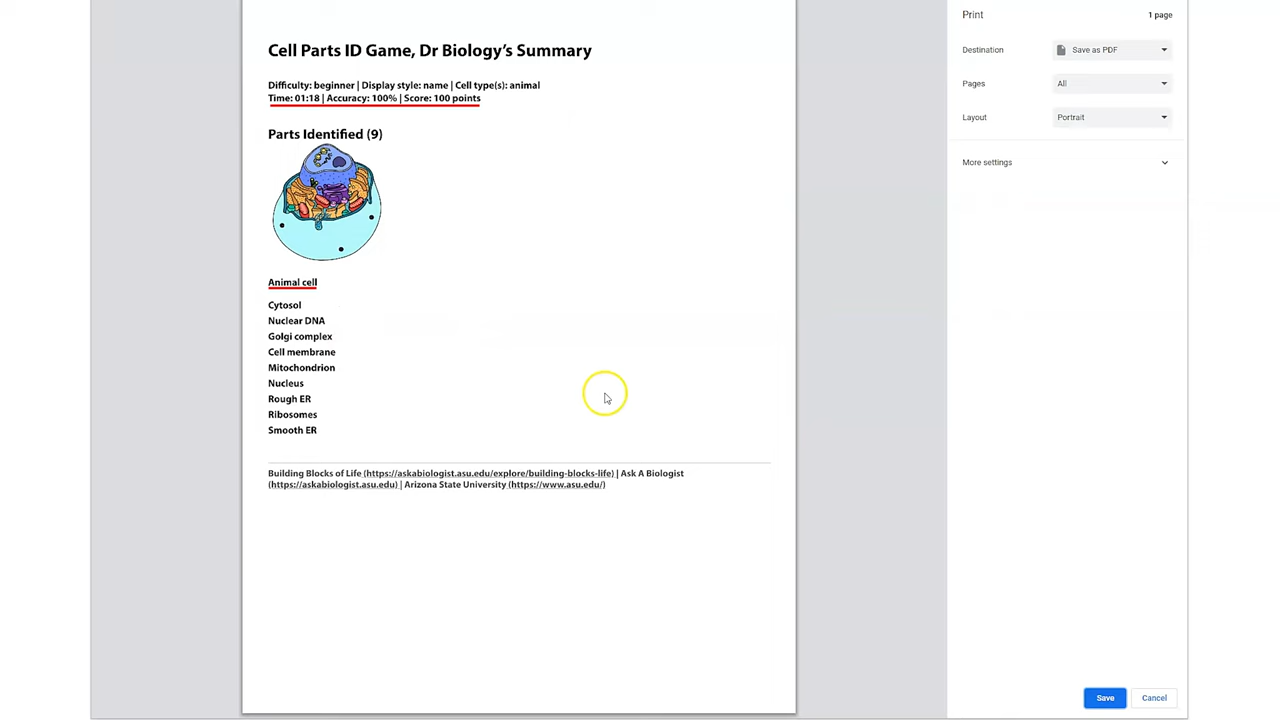 Print
1 page
Cell Parts ID Game, Dr Biology's Summary
Destination
Save as PDF
Difficulty: beginner | Display style: name | Cell type(s): animal
Pages
All
Time: 01:18 | Accuracy: 100% | Score: 100 points
Layout
Portrait
Parts Identified (9)
More settings
Animal cell
Cytosol
Nuclear DNA
Golgi complex
Cell membrane
Mitochondrion
Nucleus
Rough ER
Ribosomes
Smooth ER
Building Blocks of Life (https://askabiologist.asu.edu/explore/building-blocks-life) | Ask A Biologist
(https://askabiologist.asu.edu) | Arizona State University (https://www.asu.edu/)
Save
Cancel